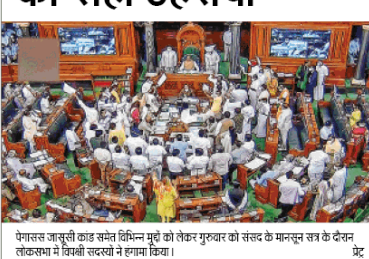 पेगासस जासूसी कांड समेत विभिन्न मुद्दों को लेकर गुरुवार को संसद के मानसून सत्र के दौरान
लोकसभा में विपक्षी सदस्यों ने हंगामा किया। प्रेट्र